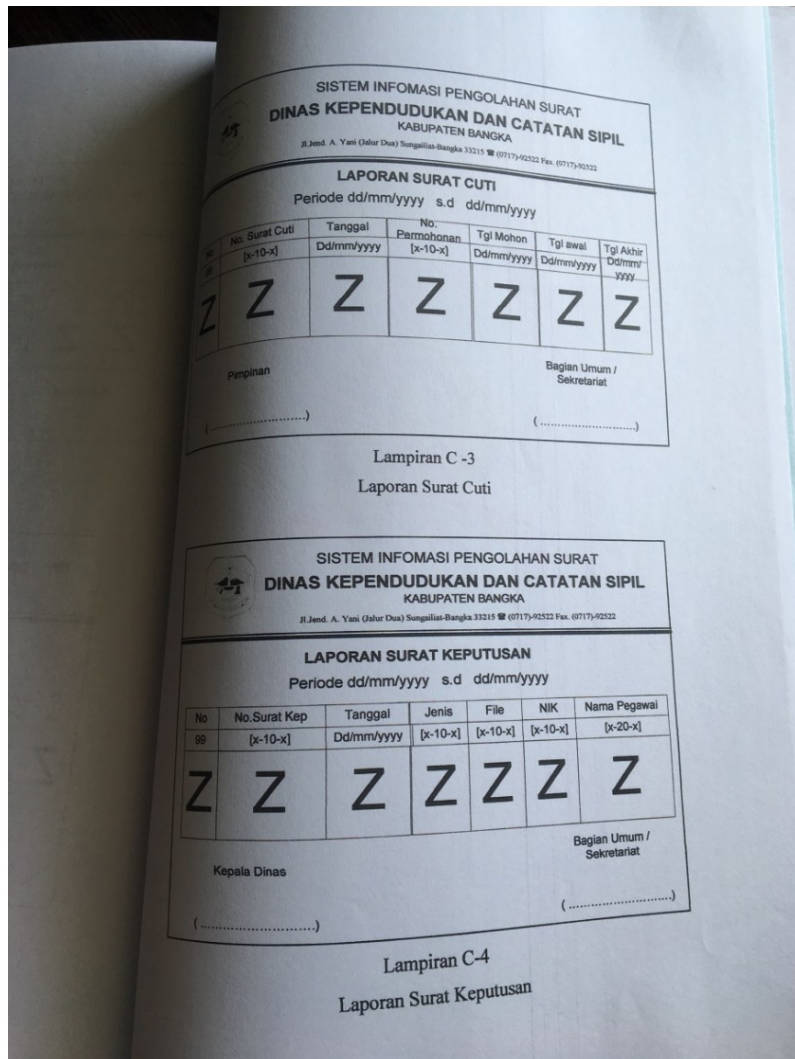 SISTEM INFOMASI PENGOLAHAN SURAT
DINAS KEPENDUDUKAN DAN CATATAN SIPIL
KABUPATEN BANGKA
Jl.Jend. A. Yani (Jalur Dua) Sungailiat-Bangka 33215 ☎ (0717)-92522 Fax. (0717)-92522
LAPORAN SURAT CUTI
Periode dd/mm/yyyy s.d dd/mm/yyyy
No No. Surat Cuti Tanggal No. Permohonan Tgl Mohon Tgl awal Tgl Akhir
99 [x-10-x] Dd/mm/yyyy [x-10-x] Dd/mm/yyyy Dd/mm/yyyy Dd/mm/yyyy
Z Z Z Z Z Z Z
Pimpinan Bagian Umum /
Sekretariat
(............................) (............................)
Lampiran C -3
Laporan Surat Cuti
SISTEM INFOMASI PENGOLAHAN SURAT
DINAS KEPENDUDUKAN DAN CATATAN SIPIL
KABUPATEN BANGKA
Jl.Jend. A. Yani (Jalur Dua) Sungailiat-Bangka 33215 ☎ (0717)-92522 Fax. (0717)-92522
LAPORAN SURAT KEPUTUSAN
Periode dd/mm/yyyy s.d dd/mm/yyyy
No No.Surat Kep Tanggal Jenis File NIK Nama Pegawai
99 [x-10-x] Dd/mm/yyyy [x-10-x] [x-10-x] [x-10-x] [x-20-x]
Z Z Z Z Z Z Z
Kepala Dinas Bagian Umum /
Sekretariat
(............................) (............................)
Lampiran C-4
Laporan Surat Keputusan